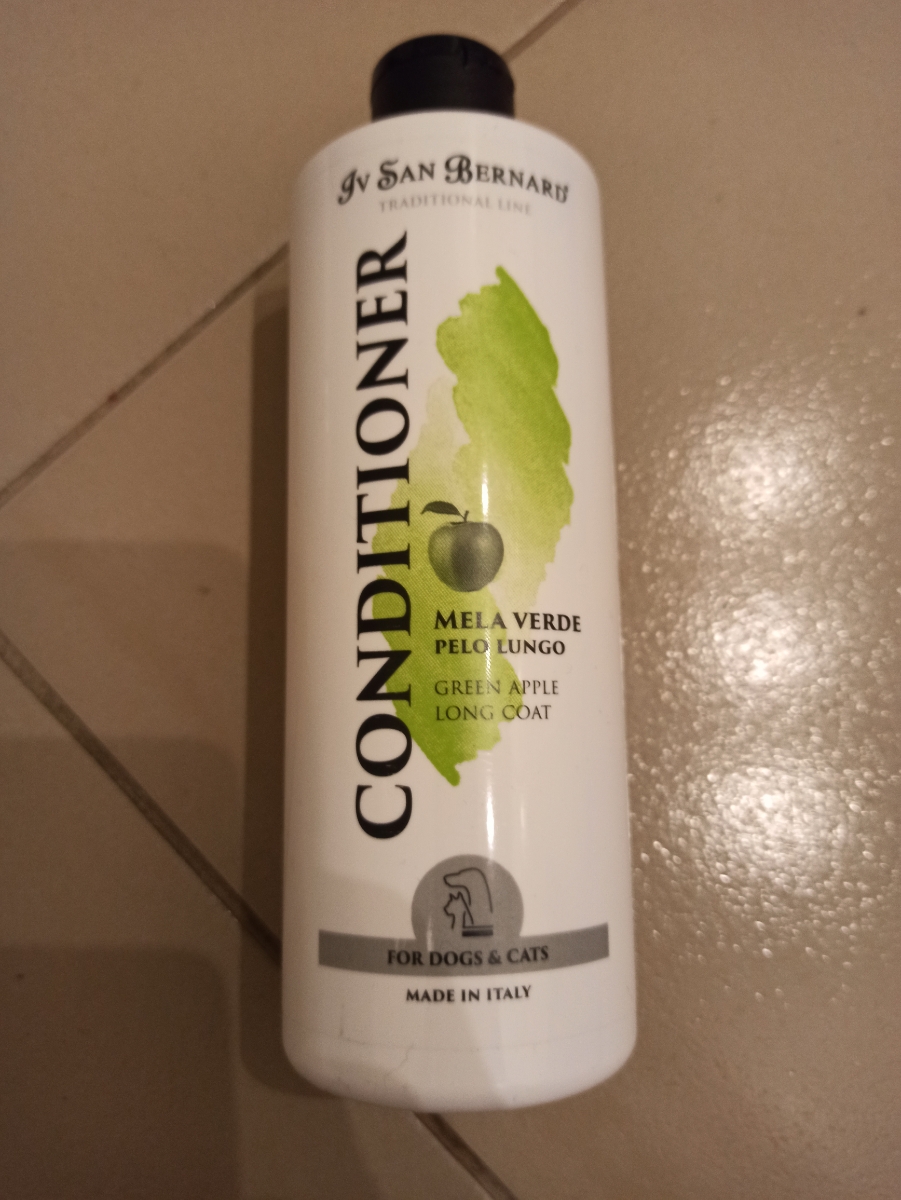 Iv San Bernard
TRADITIONAL LINE
CONDITIONER
MELA VERDE
PELO LUNGO
GREEN APPLE
LONG COAT
FOR DOGS & CATS
MADE IN ITALY